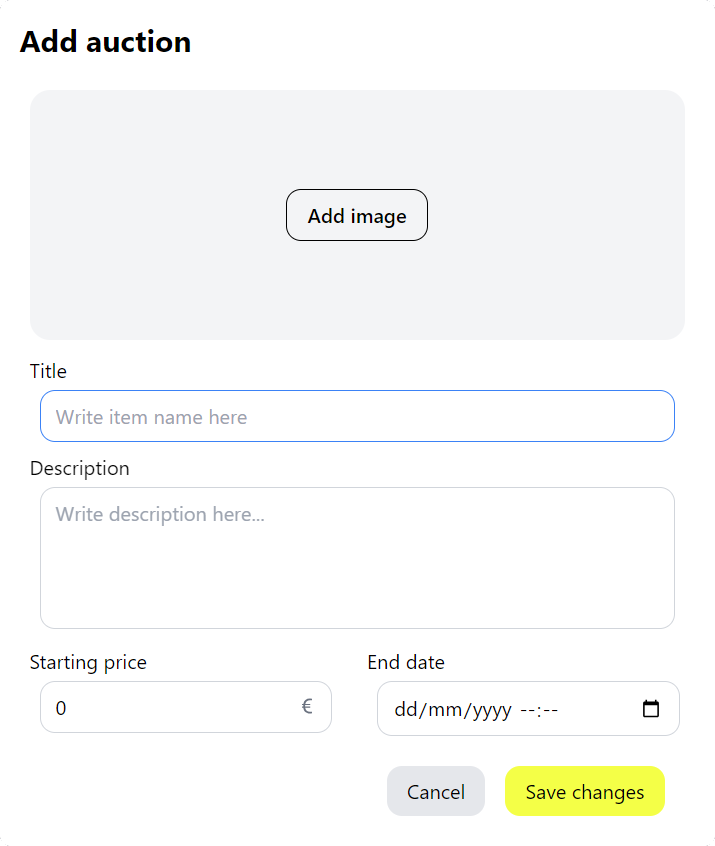 Add auction
Add image
Title
Write item name here
Description
Write description here...
Starting price
End date
0 €
dd/mm/yyyy --:--
Cancel
Save changes